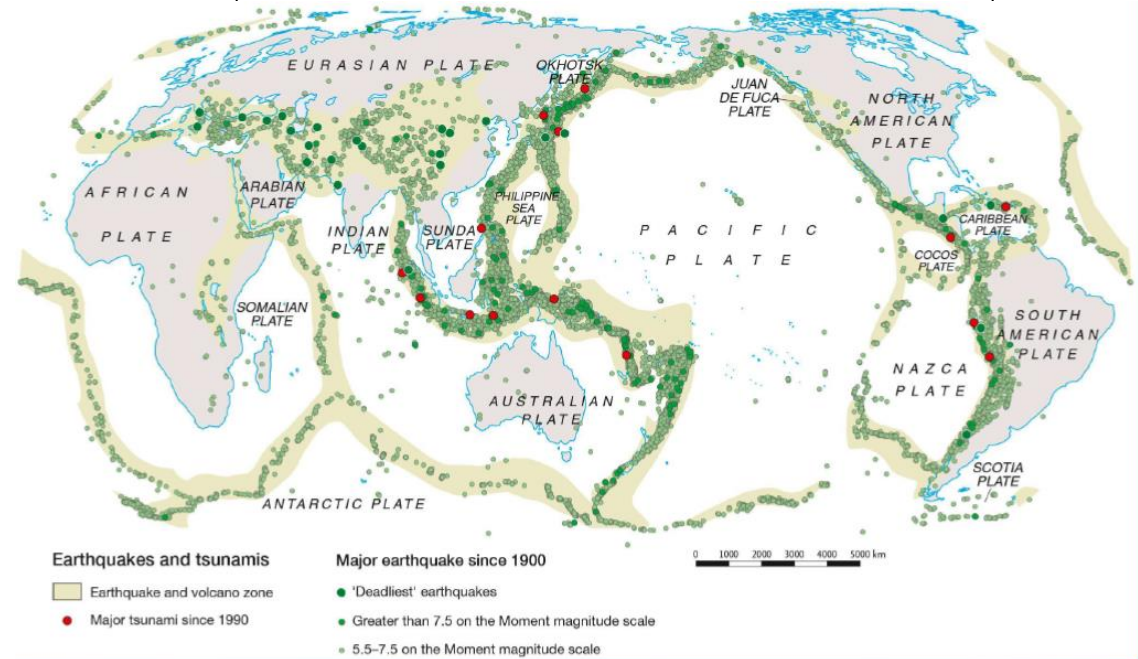 EURASIAN PLATE
OKHOTSK
PLATE
JUAN
DE FUCA
PLATE
NORTH
AMERICAN
PLATE
AFRICAN
PLATE
ARABIAN
PLATE
INDIAN
PLATE
SUNDA
PLATE
PHILIPPINE
SEA
PLATE
PACIFIC
PLATE
CARIBBEAN
PLATE
COCOS
PLATE
SOMALIAN
PLATE
SOUTH
AMERICAN
PLATE
NAZCA
PLATE
AUSTRALIAN
PLATE
SCOTIA
PLATE
ANTARCTIC PLATE
Earthquakes and tsunamis
Earthquake and volcano zone
Major tsunami since 1990
Major earthquake since 1900
'Deadliest' earthquakes
Greater than 7.5 on the Moment magnitude scale
5.5–7.5 on the Moment magnitude scale
0 1000 2000 3000 4000 5000 km